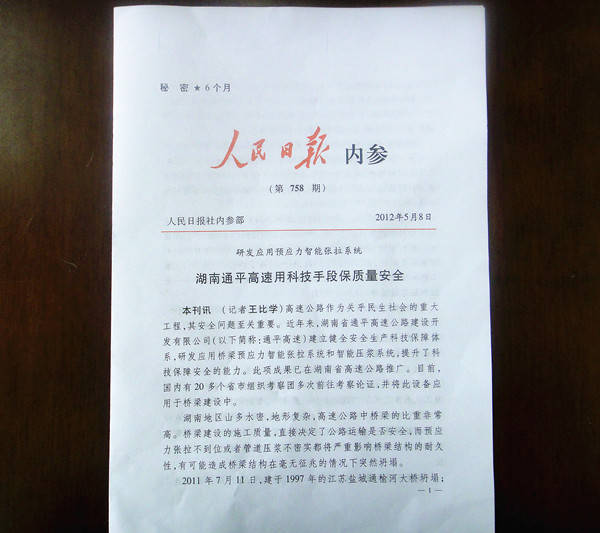 秘 密 ★ 6 个月
人民日报 内参
(第 758 期)
人民日报社内参部 2012年5月8日
研发应用预应力智能张拉系统
湖南通平高速用科技手段保质量安全
本刊讯 (记者王比学)高速公路作为关乎民生社会的重大
工程,其安全问题至关重要。近年来,湖南省通平高速公路建设开
发有限公司(以下简称:通平高速)建立健全安全生产科技保障体
系,研发应用桥梁预应力智能张拉系统和智能压浆系统,提升了科
技保障安全的能力。此项成果已在湖南省高速公路推广。目前,
国内有 20 多个省市组织考察团多次前往考察论证,并将此设备应
用于桥梁建设中。
湖南地区山多水密,地形复杂,高速公路中桥梁的比重非常
高。桥梁建设的施工质量,直接决定了公路运输是否安全,而预应
力张拉不到位或者管道压浆不密实都将严重影响桥梁结构的耐久
性,有可能造成桥梁结构在毫无征兆的情况下突然坍塌。
2011 年 7 月 11 日,建于 1997 年的江苏盐城通榆河大桥坍塌;
— 1 —